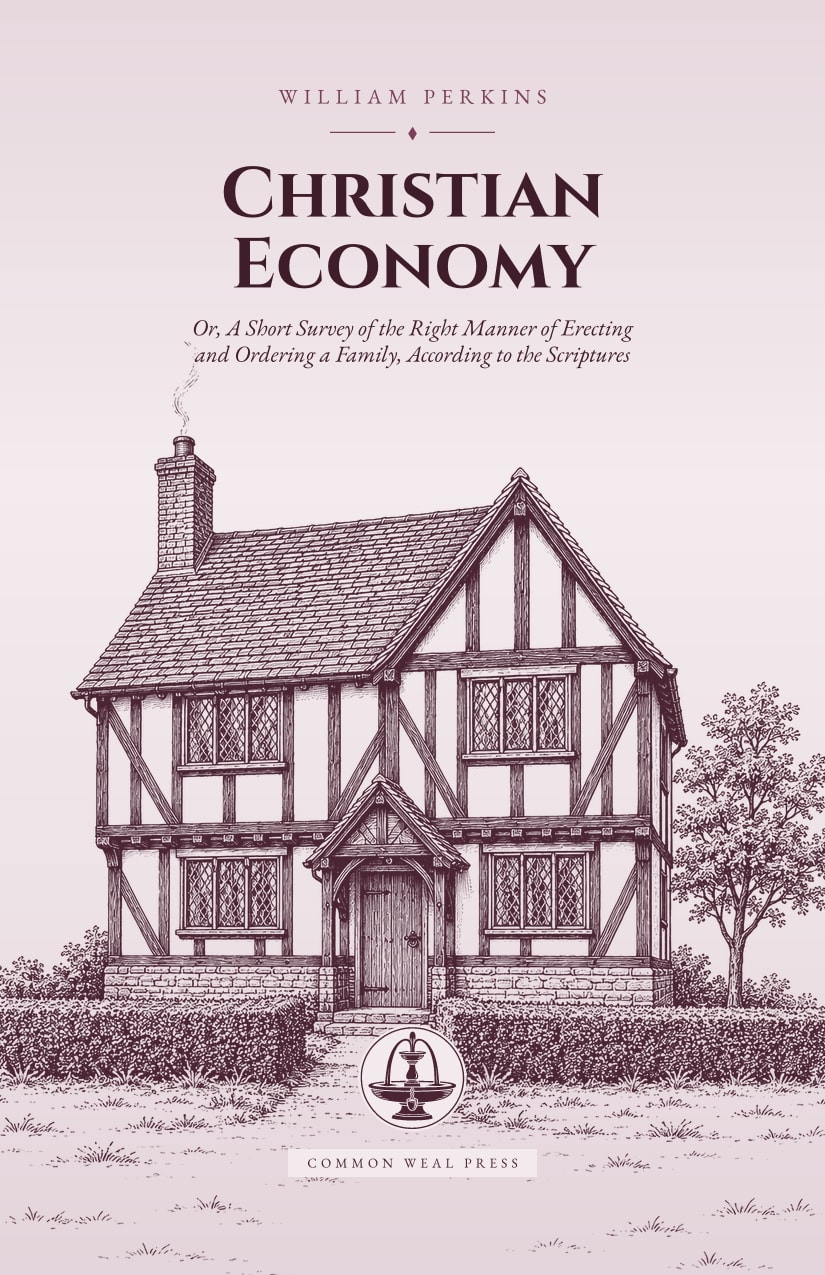 WILLIAM PERKINS
CHRISTIAN
ECONOMY
Or, A Short Survey of the Right Manner of Erecting
and Ordering a Family, According to the Scriptures
COMMON WEAL PRESS